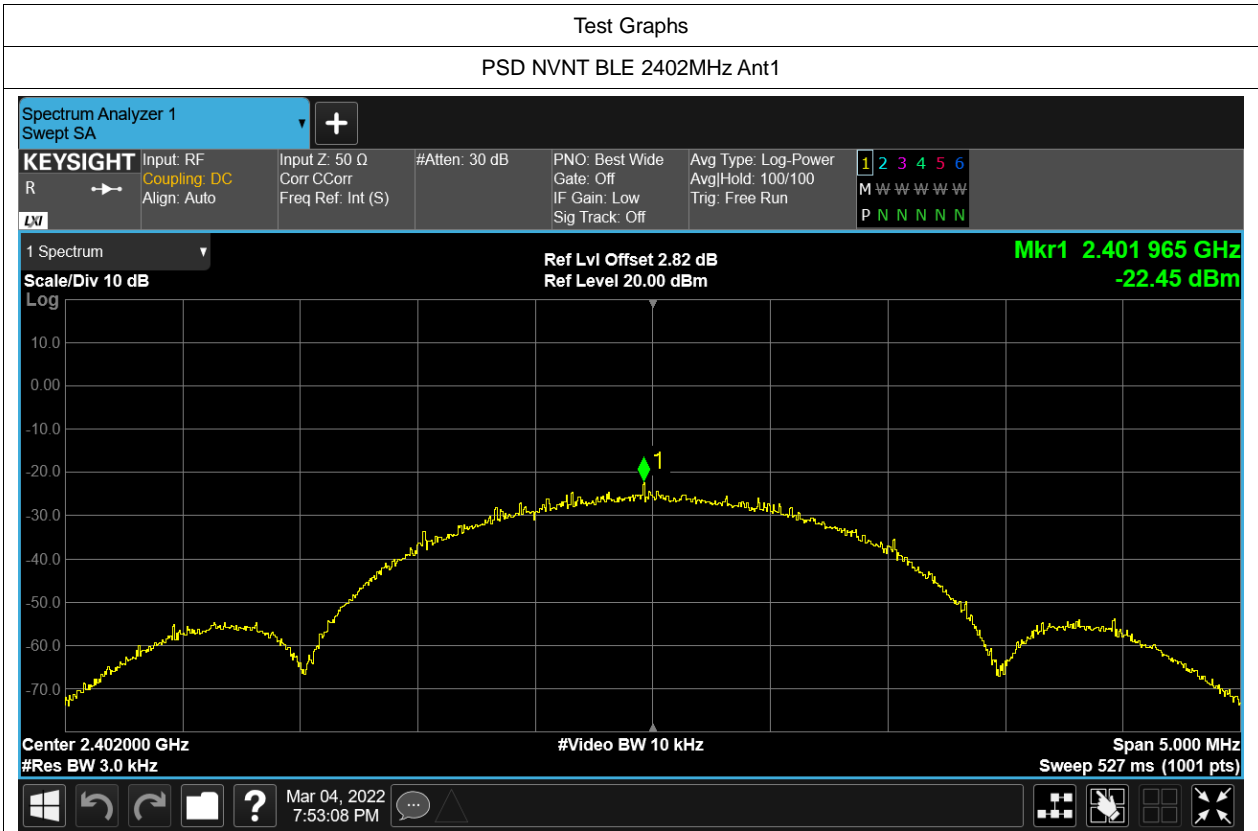 Test Graphs
PSD NVNT BLE 2402MHz Ant1
Spectrum Analyzer 1
Swept SA
KEYSIGHT
R
LXI
Input: RF
Coupling: DC
Align: Auto
Input Z: 50 Ω
Corr CCorr
Freq Ref: Int (S)
#Atten: 30 dB
PNO: Best Wide
Gate: Off
IF Gain: Low
Sig Track: Off
Avg Type: Log-Power
Avg|Hold: 100/100
Trig: Free Run
1 2 3 4 5 6
M W W W W W
P N N N N N
1 Spectrum
Scale/Div 10 dB
Log
Ref Lvl Offset 2.82 dB
Ref Level 20.00 dBm
Mkr1 2.401 965 GHz
-22.45 dBm
10.0
0.00
-10.0
-20.0
-30.0
-40.0
-50.0
-60.0
-70.0
1
Center 2.402000 GHz
#Res BW 3.0 kHz
#Video BW 10 kHz
Span 5.000 MHz
Sweep 527 ms (1001 pts)
?
Mar 04, 2022
7:53:08 PM